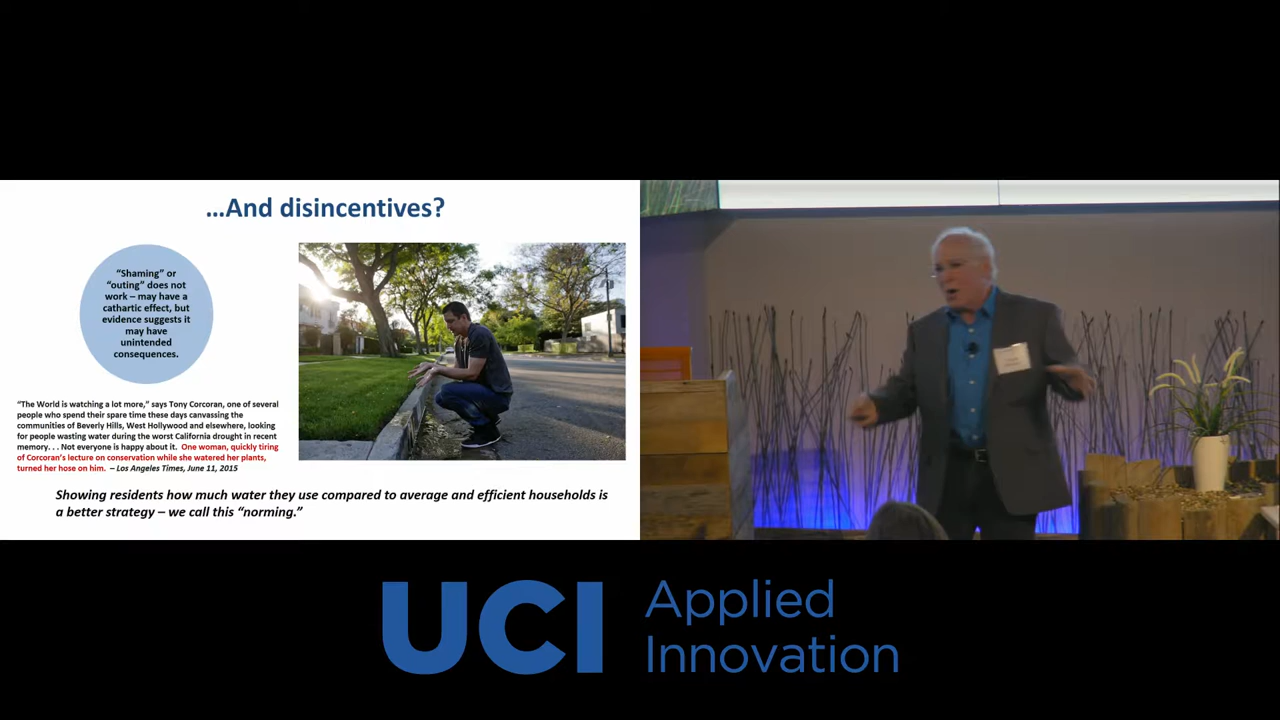 …And disincentives?
“Shaming” or
“outing” does not
work – may have a
cathartic effect, but
evidence suggests it
may have
unintended
consequences.
“The World is watching a lot more,” says Tony Corcoran, one of several
people who spend their spare time these days canvassing the
communities of Beverly Hills, West Hollywood and elsewhere, looking
for people wasting water during the worst California drought in recent
memory. . . Not everyone is happy about it.  One woman, quickly tiring
of Corcoran’s lecture on conservation while she watered her plants,
turned her hose on him.  – Los Angeles Times, June 11, 2015
Showing residents how much water they use compared to average and efficient households is
a better strategy – we call this “norming.”
UCI Applied
Innovation